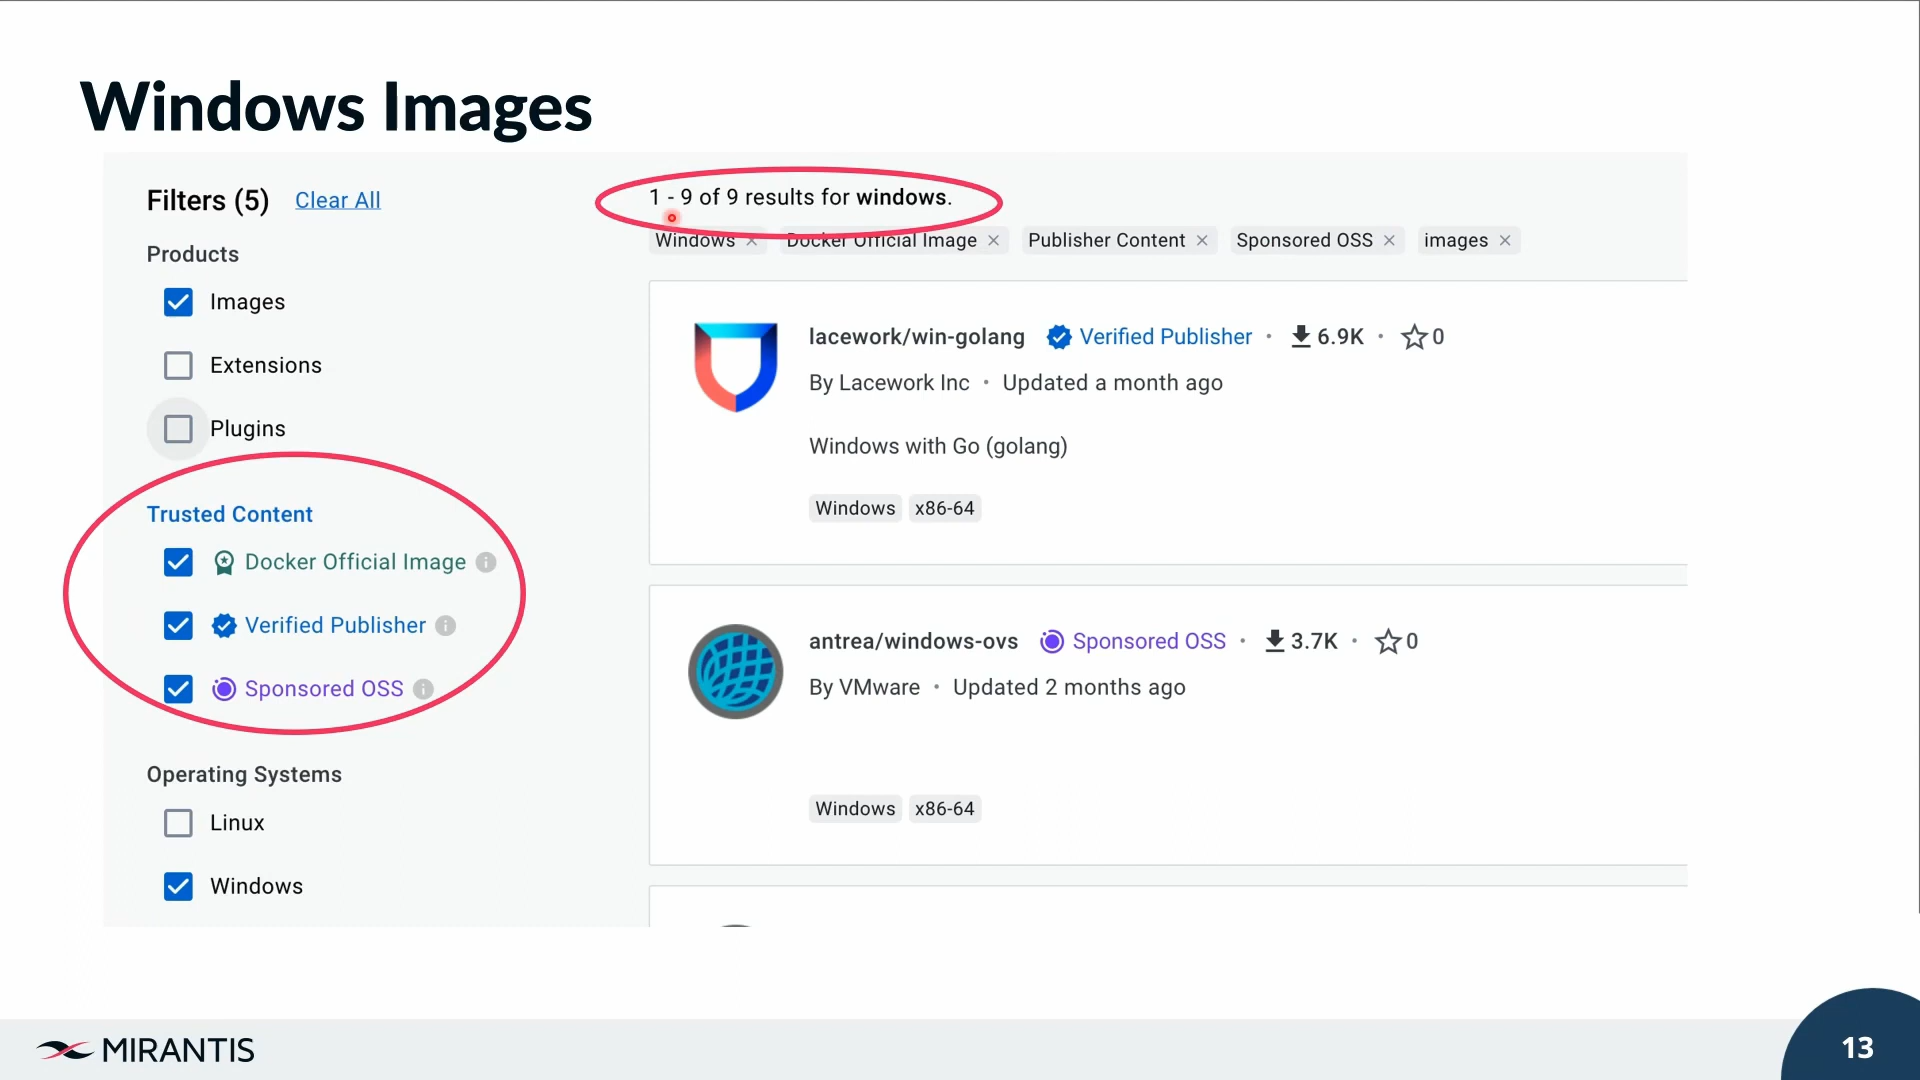 Windows Images
Filters (5) Clear All
Products
Images
Extensions
Plugins
Trusted Content
Docker Official Image
Verified Publisher
Sponsored OSS
Operating Systems
Linux
Windows
1 - 9 of 9 results for windows.
Windows × Docker Official Image × Publisher Content × Sponsored OSS × images ×
lacework/win-golang Verified Publisher · 6.9K · 0
By Lacework Inc · Updated a month ago
Windows with Go (golang)
Windows x86-64
antrea/windows-ovs Sponsored OSS · 3.7K · 0
By VMware · Updated 2 months ago
Windows x86-64
MIRANTIS
13